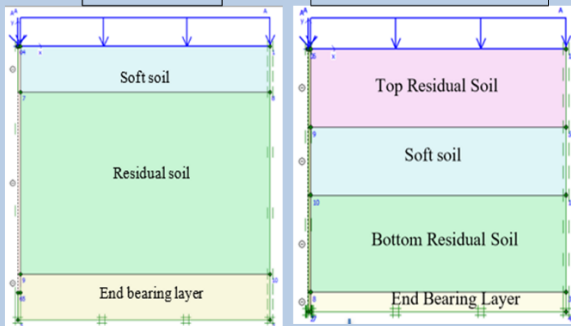 A
A
A
Soft soil
Residual soil
End bearing layer
Top Residual Soil
Soft soil
Bottom Residual Soil
End Bearing Layer